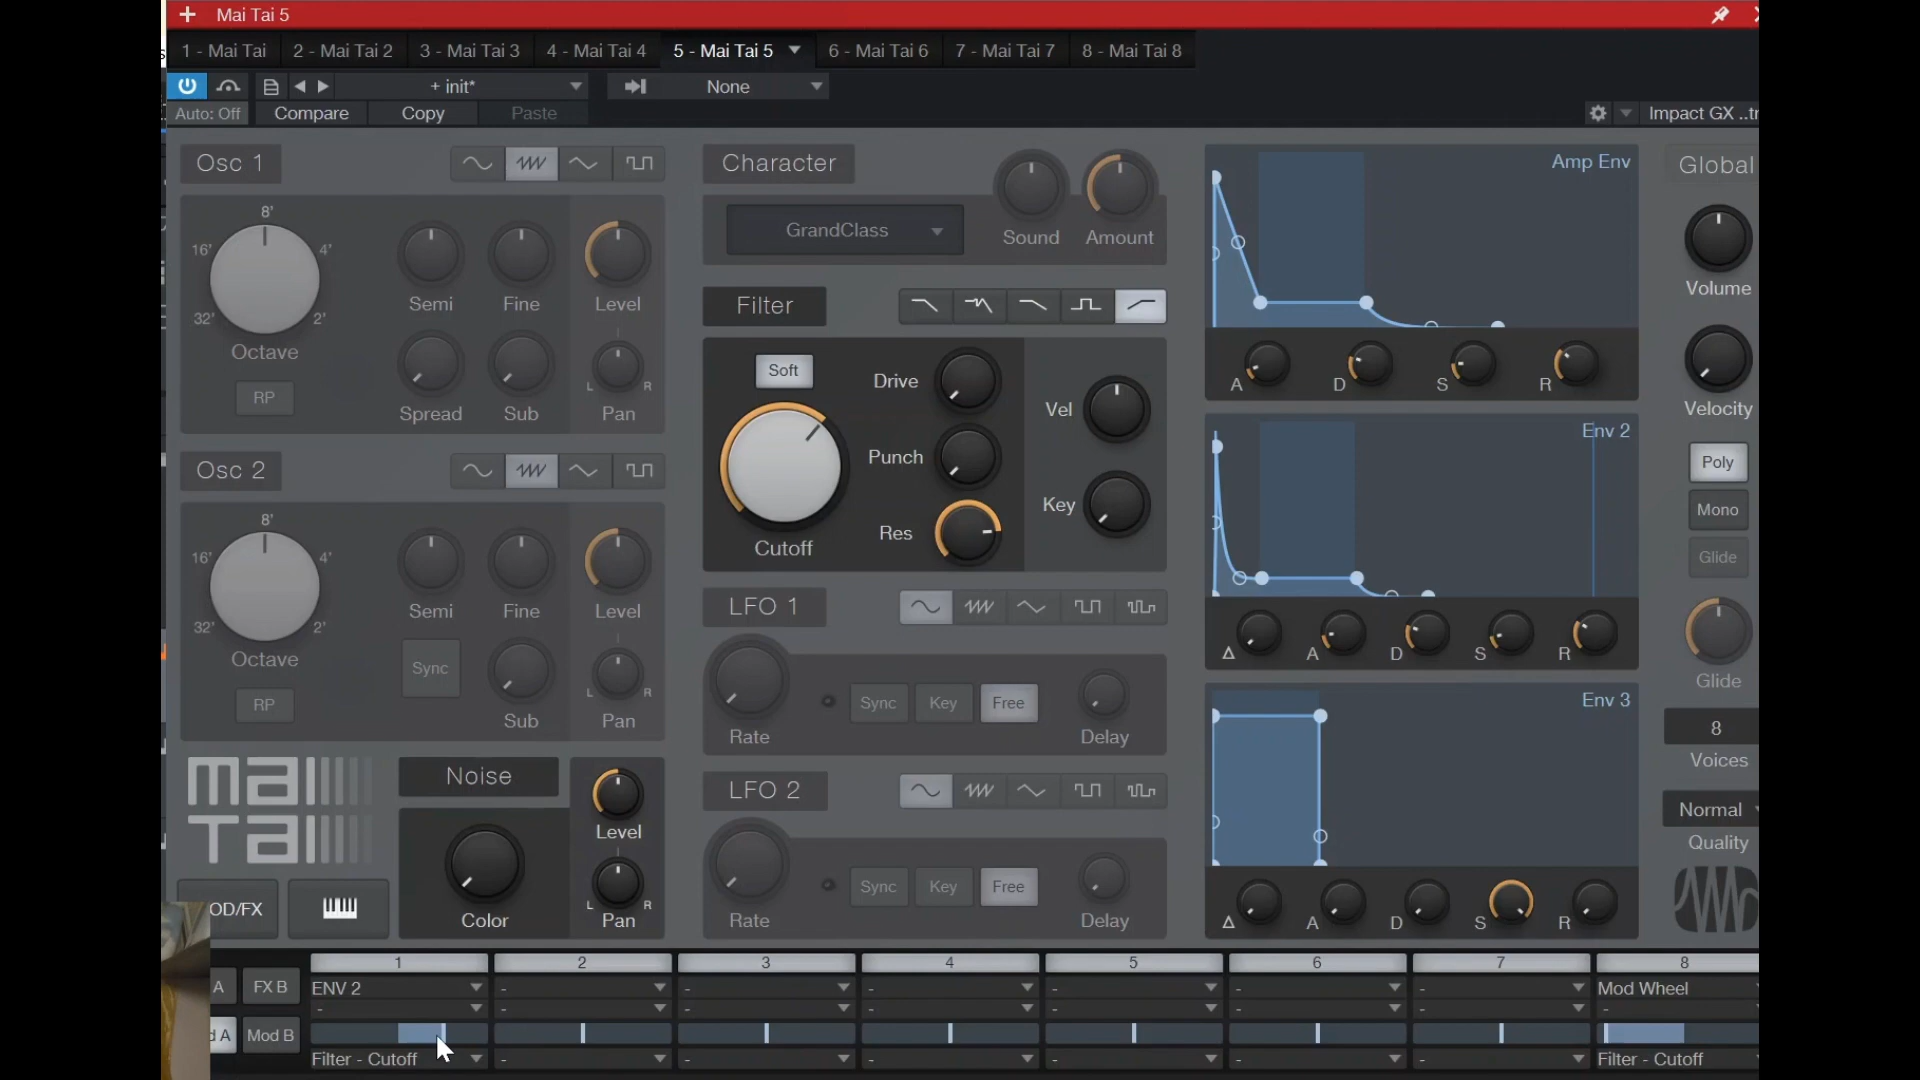 + Mai Tai 5
1 - Mai Tai 2 - Mai Tai 2 3 - Mai Tai 3 4 - Mai Tai 4 5 - Mai Tai 5 6 - Mai Tai 6 7 - Mai Tai 7 8 - Mai Tai 8
+ init* None
Auto: Off Compare Copy Paste Impact GX ..tr
Osc 1
8'
16' 4'
32' 2'
Octave
RP
Semi Fine Level
Spread Sub L R
Pan
Osc 2
8'
16' 4'
32' 2'
Octave
RP
Semi Fine Level
Sync
Sub L R
Pan
mai
Tai
Noise
Color
Level
L R
Pan
OD/FX
Character
GrandClass
Sound Amount
Filter
Soft
Cutoff
Drive
Punch
Res
Vel
Key
LFO 1
Rate
Sync Key Free
Delay
LFO 2
Rate
Sync Key Free
Delay
Amp Env
A D S R
Env 2
Δ A D S R
Env 3
Δ A D S R
Global
Volume
Velocity
Poly
Mono
Glide
Glide
8
Voices
Normal
Quality
1 2 3 4 5 6 7 8
A FX B ENV 2 - - - - - - Mod Wheel
- - - - - - - -
d A Mod B
Filter - Cutoff - - - - - - Filter - Cutoff